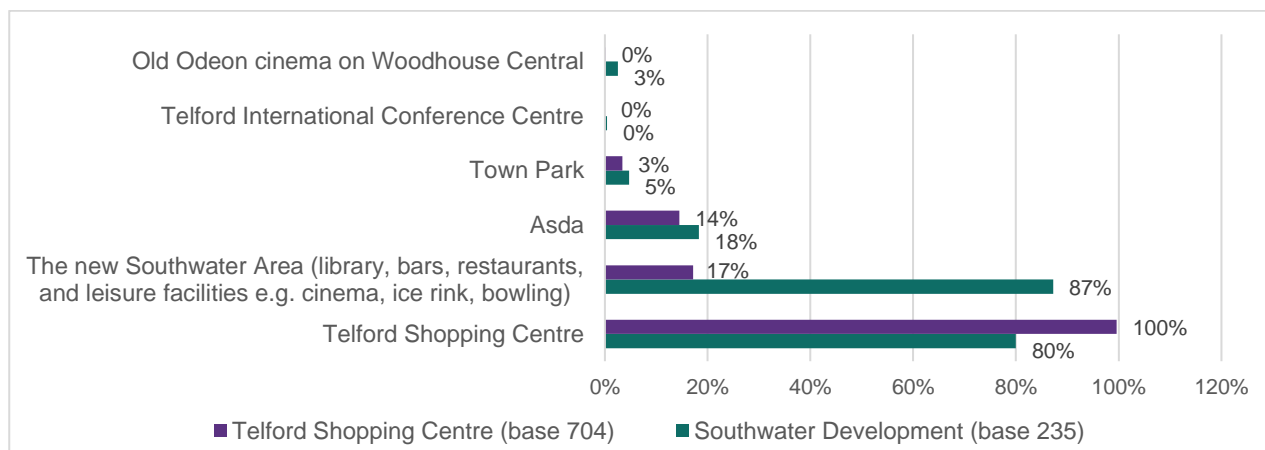 Old Odeon cinema on Woodhouse Central
0%
3%
Telford International Conference Centre
0%
0%
Town Park
3%
5%
Asda
14%
18%
The new Southwater Area (library, bars, restaurants,
and leisure facilities e.g. cinema, ice rink, bowling)
17%
87%
Telford Shopping Centre
100%
80%
0% 20% 40% 60% 80% 100% 120%
Telford Shopping Centre (base 704) Southwater Development (base 235)